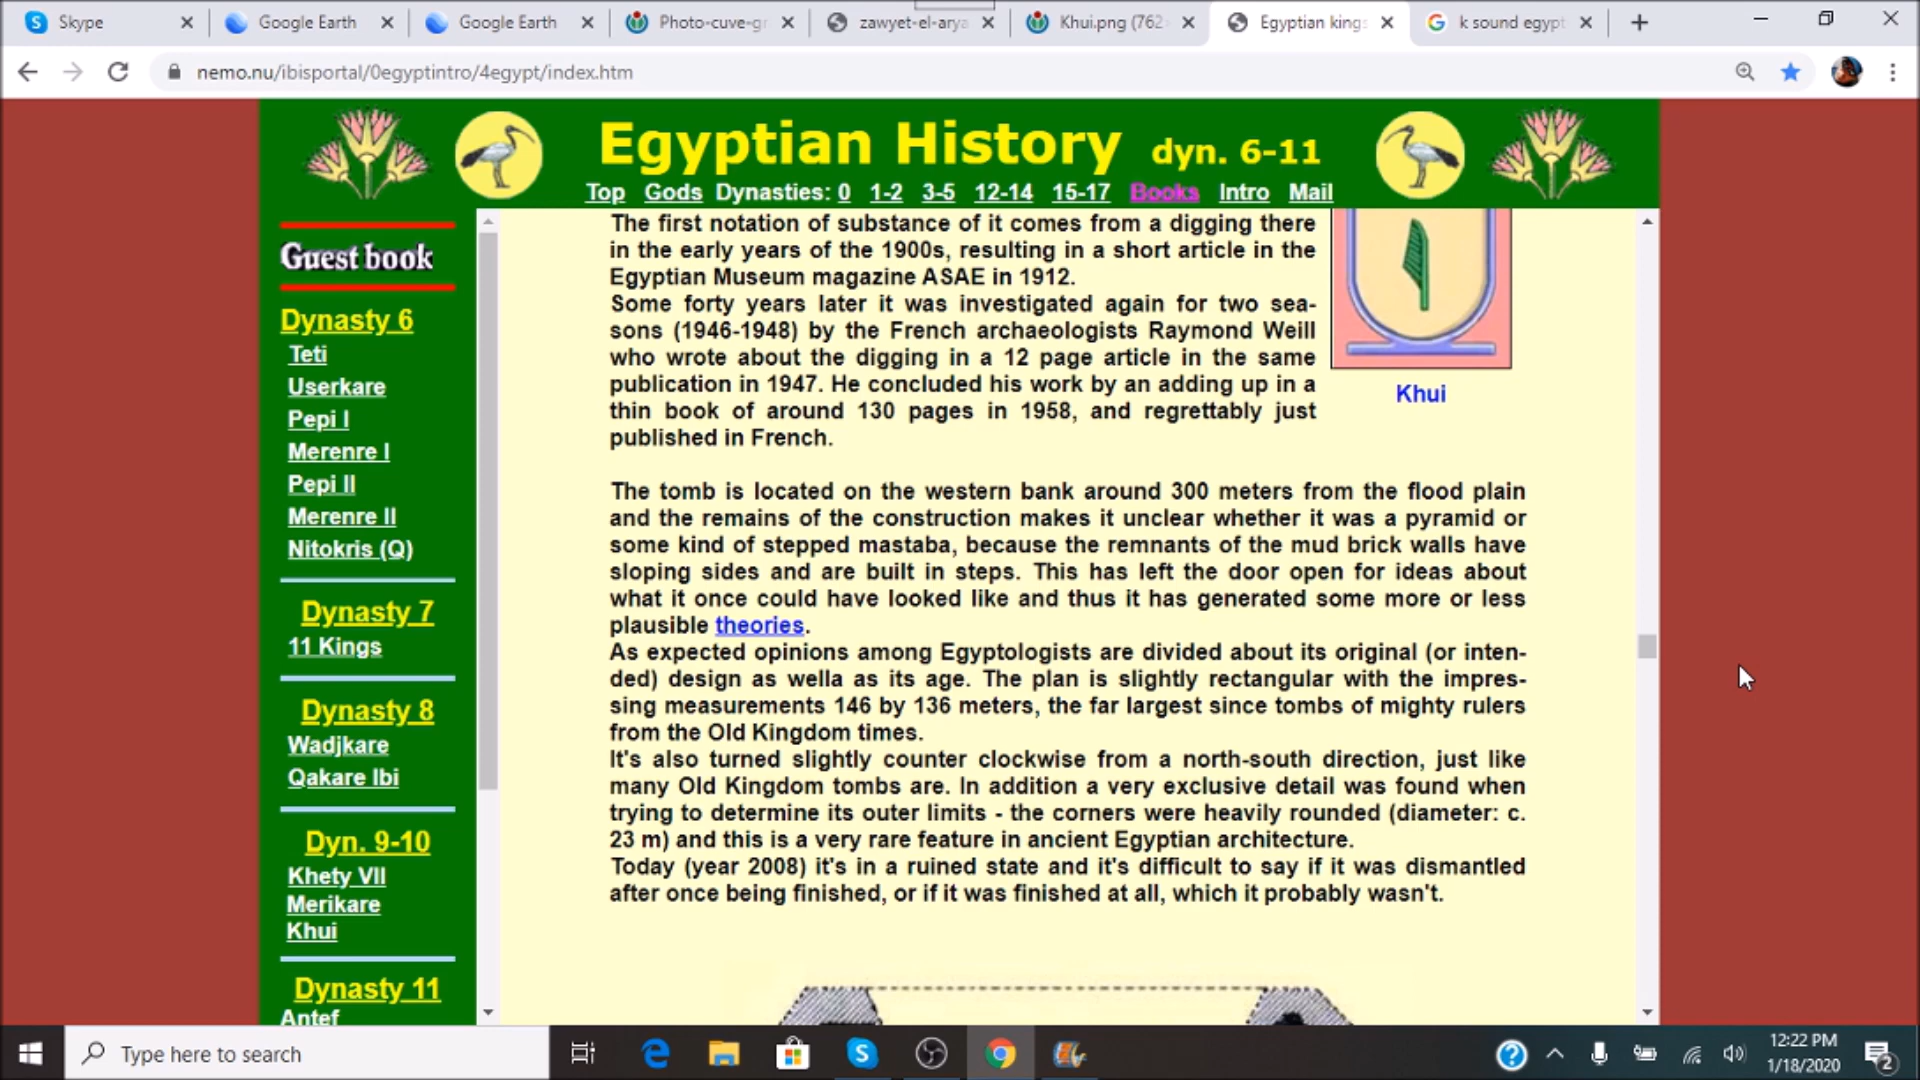 Skype
Google Earth
Google Earth
Photo-cuve-g
zawyet-el-arya
Khui.png (762
Egyptian kings
k sound egypt
nemo.nu/ibisportal/0egyptintro/4egypt/index.htm
Egyptian History dyn. 6-11
Top Gods Dynasties: 0 1-2 3-5 12-14 15-17 Books Intro Mail
Guest book
Dynasty 6
Teti
Userkare
Pepi I
Merenre I
Pepi II
Merenre II
Nitokris (Q)
Dynasty 7
11 Kings
Dynasty 8
Wadjkare
Qakare Ibi
Dyn. 9-10
Khety VII
Merikare
Khui
Dynasty 11
Antef
The first notation of substance of it comes from a digging there
in the early years of the 1900s, resulting in a short article in the
Egyptian Museum magazine ASAE in 1912.
Some forty years later it was investigated again for two sea-
sons (1946-1948) by the French archaeologists Raymond Weill
who wrote about the digging in a 12 page article in the same
publication in 1947. He concluded his work by an adding up in a
thin book of around 130 pages in 1958, and regrettably just
published in French.
Khui
The tomb is located on the western bank around 300 meters from the flood plain
and the remains of the construction makes it unclear whether it was a pyramid or
some kind of stepped mastaba, because the remnants of the mud brick walls have
sloping sides and are built in steps. This has left the door open for ideas about
what it once could have looked like and thus it has generated some more or less
plausible theories.
As expected opinions among Egyptologists are divided about its original (or inten-
ded) design as wella as its age. The plan is slightly rectangular with the impres-
sing measurements 146 by 136 meters, the far largest since tombs of mighty rulers
from the Old Kingdom times.
It's also turned slightly counter clockwise from a north-south direction, just like
many Old Kingdom tombs are. In addition a very exclusive detail was found when
trying to determine its outer limits - the corners were heavily rounded (diameter: c.
23 m) and this is a very rare feature in ancient Egyptian architecture.
Today (year 2008) it's in a ruined state and it's difficult to say if it was dismantled
after once being finished, or if it was finished at all, which it probably wasn't.
Type here to search
12:22 PM
1/18/2020
2